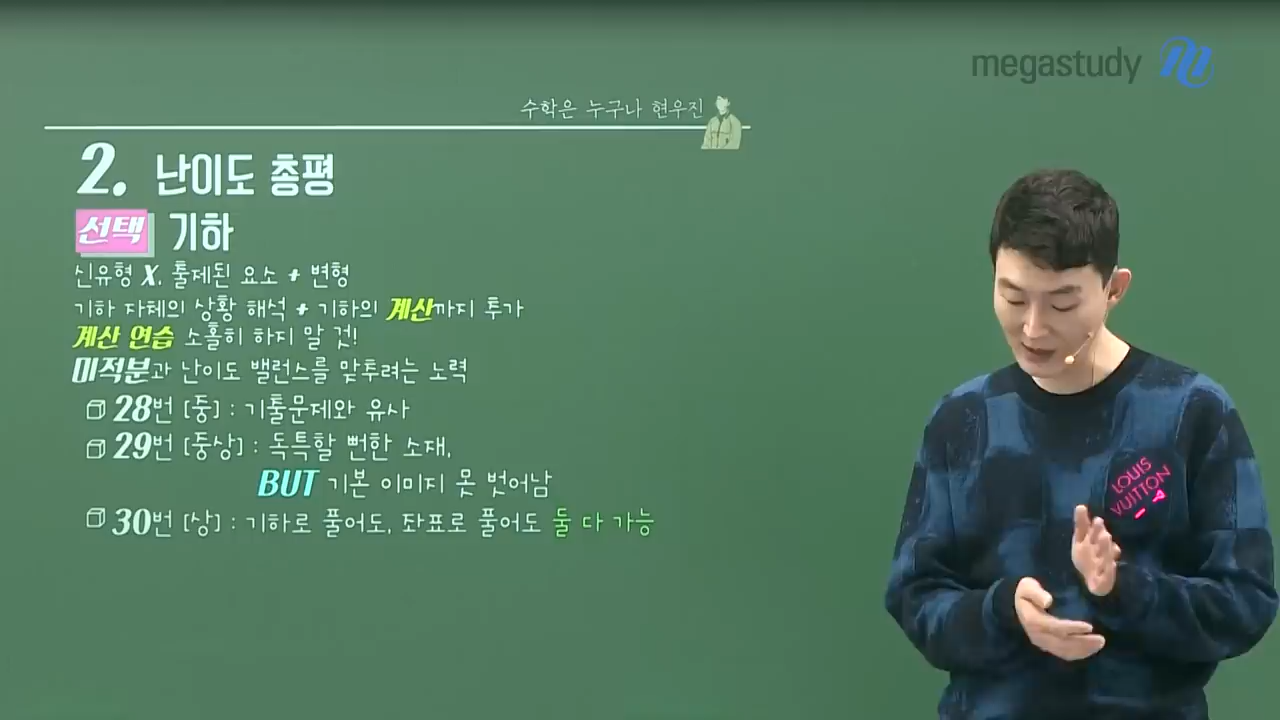 megastudy
수학은 누구나 현우진
2. 난이도 총평
선택 기하
신유형 X, 출제된 요소 + 변형
기하 자체의 상황 해석 + 기하의 계산까지 추가
계산 연습 소홀히 하지 말 것!
미적분과 난이도 밸런스를 맞추려는 노력
28번 [중] : 기출문제와 유사
29번 [중상] : 독특할 뻔한 소재,
BUT 기본 이미지 못 벗어남
30번 [상] : 기하로 풀어도, 좌표로 풀어도 둘 다 가능
LOUIS
VUITTON